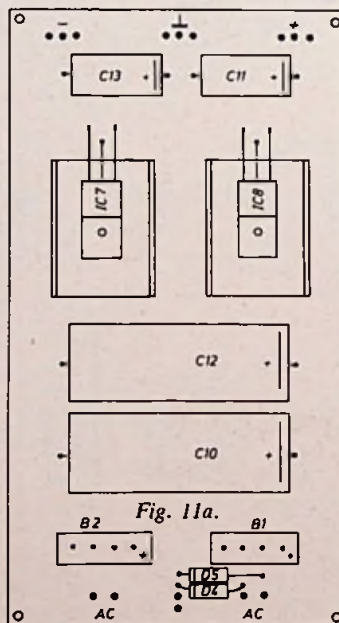 - ⊥ +
C13 + C11 +
IC7 IC8
C12 +
C10 +
Fig. 11a.
B2 B1
+
D5
D4
AC AC